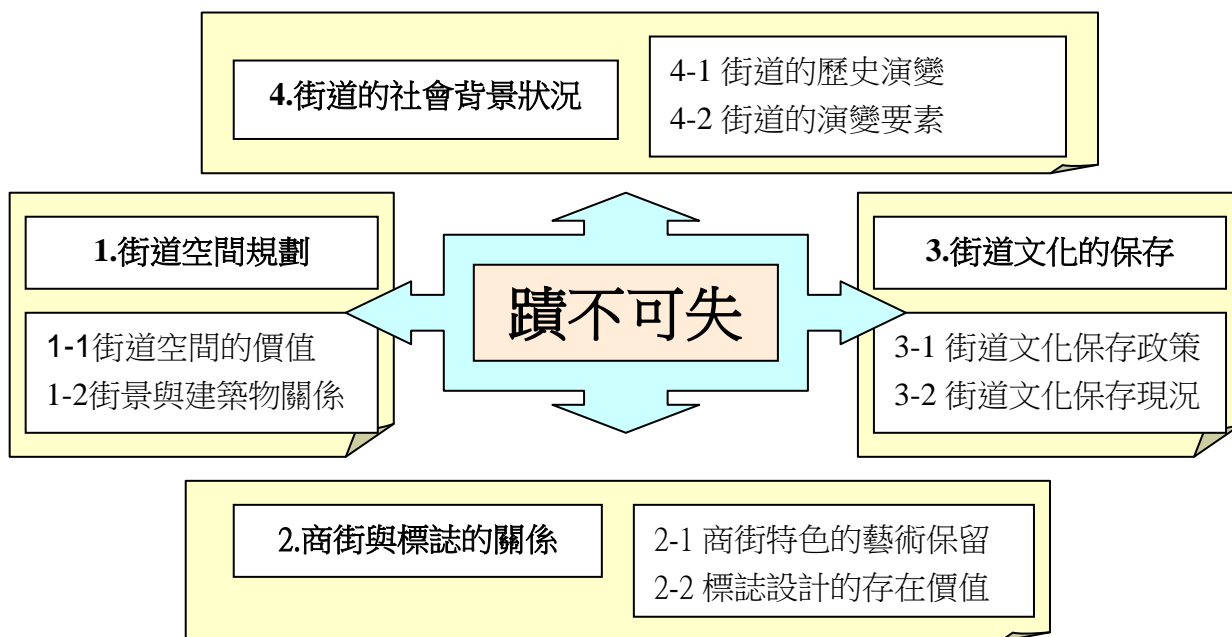 4.街道的社會背景狀況
4-1 街道的歷史演變
4-2 街道的演變要素
1.街道空間規劃
1-1街道空間的價值
1-2街景與建築物關係
蹟不可失
3.街道文化的保存
3-1 街道文化保存政策
3-2 街道文化保存現況
2.商街與標誌的關係
2-1 商街特色的藝術保留
2-2 標誌設計的存在價值